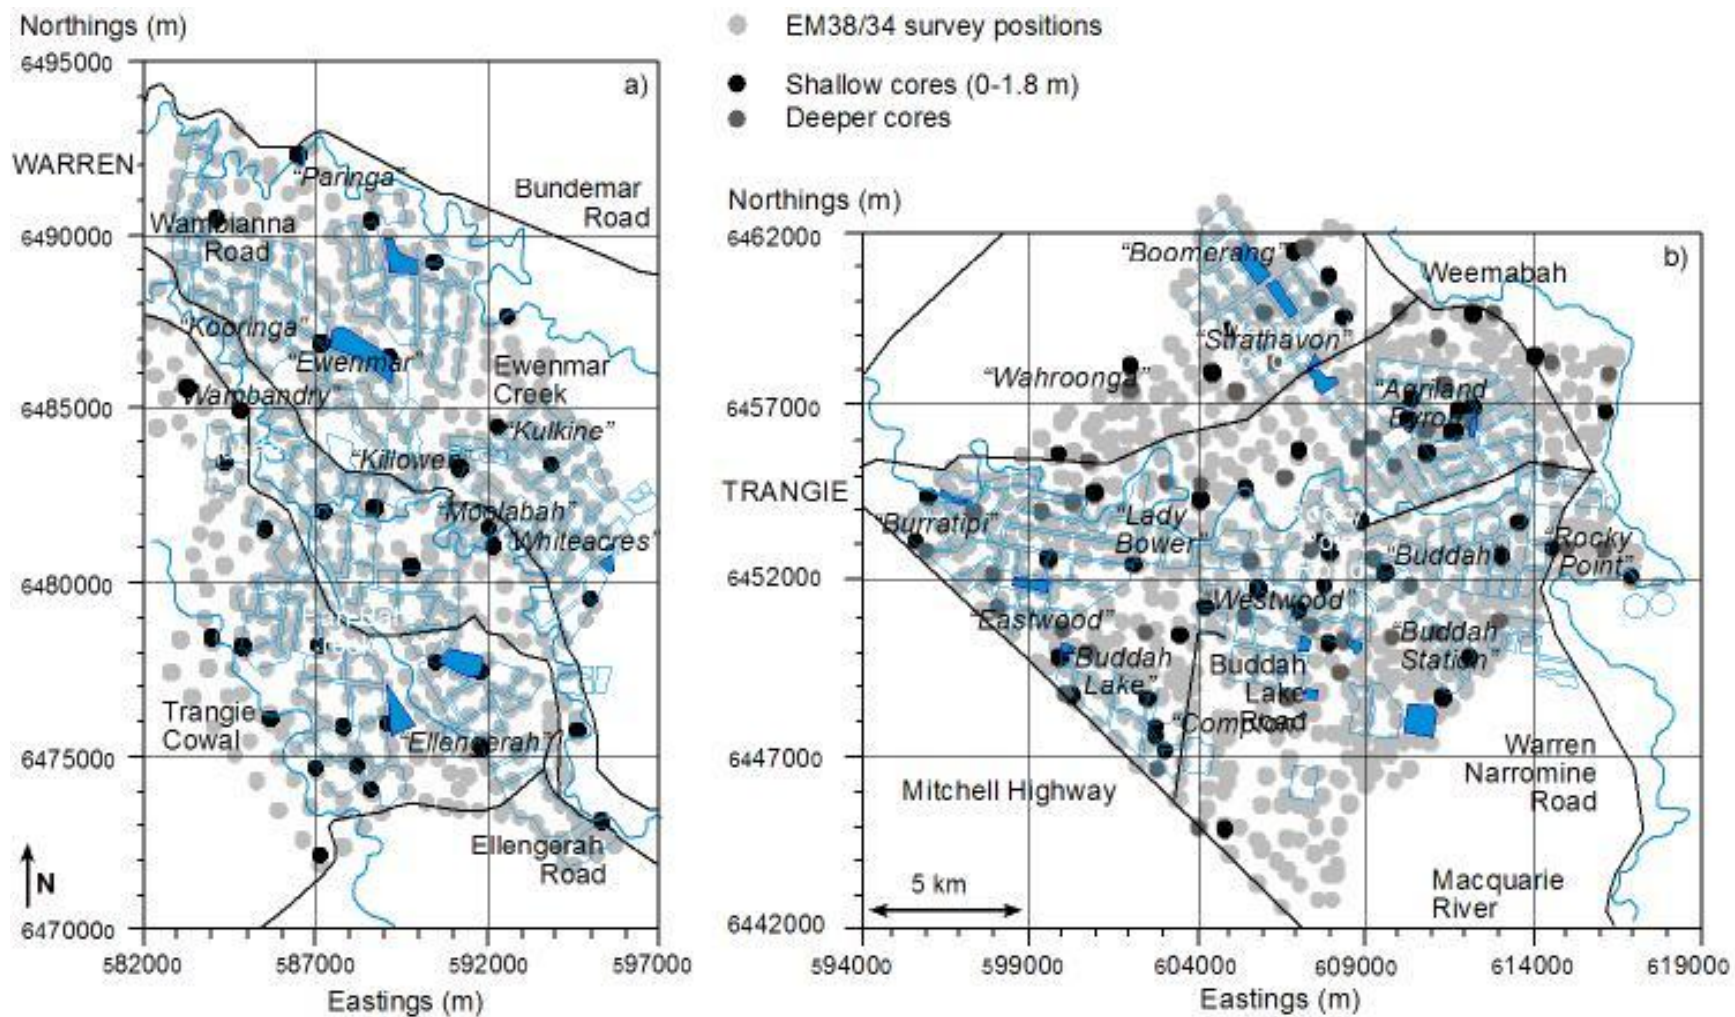 Northings (m)
6495000
a)
WARREN
"Paringa"
Bundemar
Road
Wambianna
Road
6490000
"Kooringa"
"Ewenmar"
Ewenmar
Creek
"Wambandry"
6485000
"Kulkine"
"Killowen"
"Moolabah"
"Whiteacres"
6480000
Trangie
Cowal
"Ellengerah"
6475000
Ellengerah
Road
N
6470000
582000
587000
592000
597000
Eastings (m)
EM38/34 survey positions
Shallow cores (0-1.8 m)
Deeper cores
Northings (m)
6462000
b)
"Boomerang"
Weemabah
"Strathavon"
"Wahroonga"
"Agriland
Byro
6457000
TRANGIE
"Burratipi"
"Lady
Bower"
"Buddah
"Rocky
Point"
6452000
"Eastwood"
"Westwood"
"Buddah
Station"
"Buddah
Lake"
Buddah
Lake
Road
6447000
Mitchell Highway
Warren
Narromine
Road
5 km
Macquarie
River
6442000
594000
599000
604000
609000
614000
619000
Eastings (m)